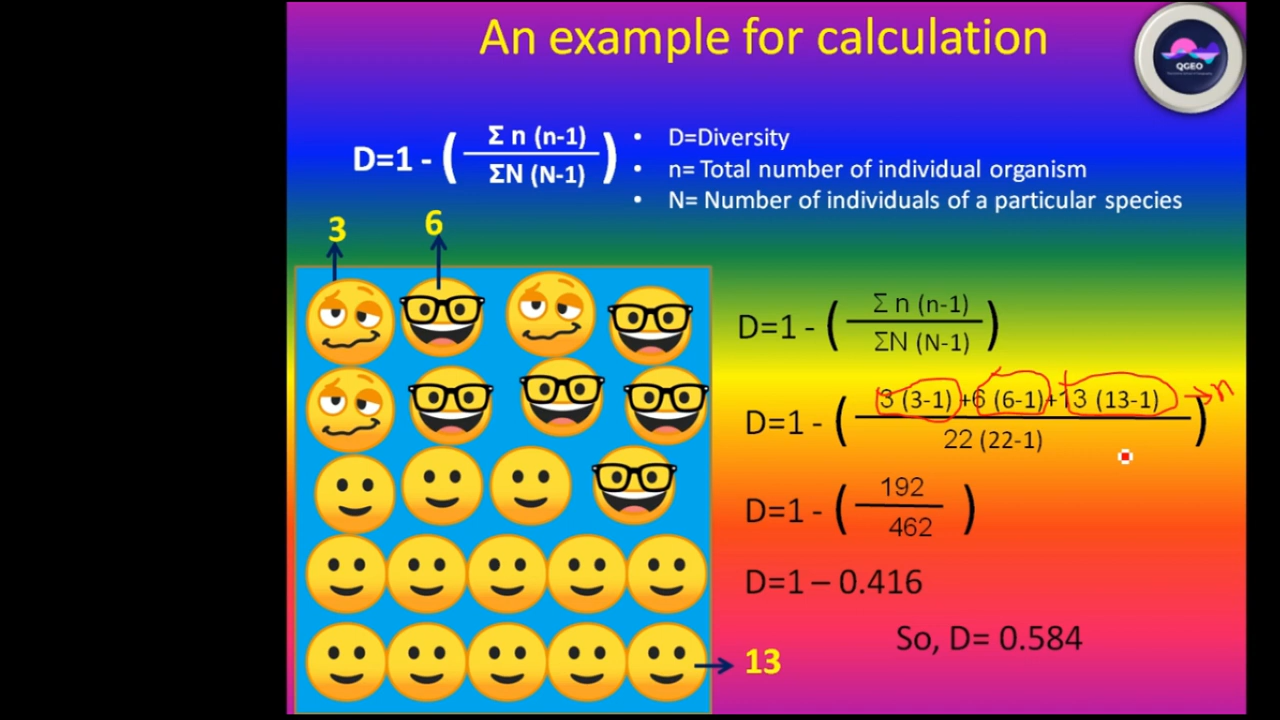 An example for calculation
QGEO
D=1 - ( Σ n (n-1) / ΣN (N-1) )
• D=Diversity
• n= Total number of individual organism
• N= Number of individuals of a particular species
3
6
D=1 - ( Σ n (n-1) / ΣN (N-1) )
D=1 - ( 3 (3-1) +6 (6-1)+13 (13-1) / 22 (22-1) ) → n
D=1 - ( 192 / 462 )
D=1 – 0.416
So, D= 0.584
13